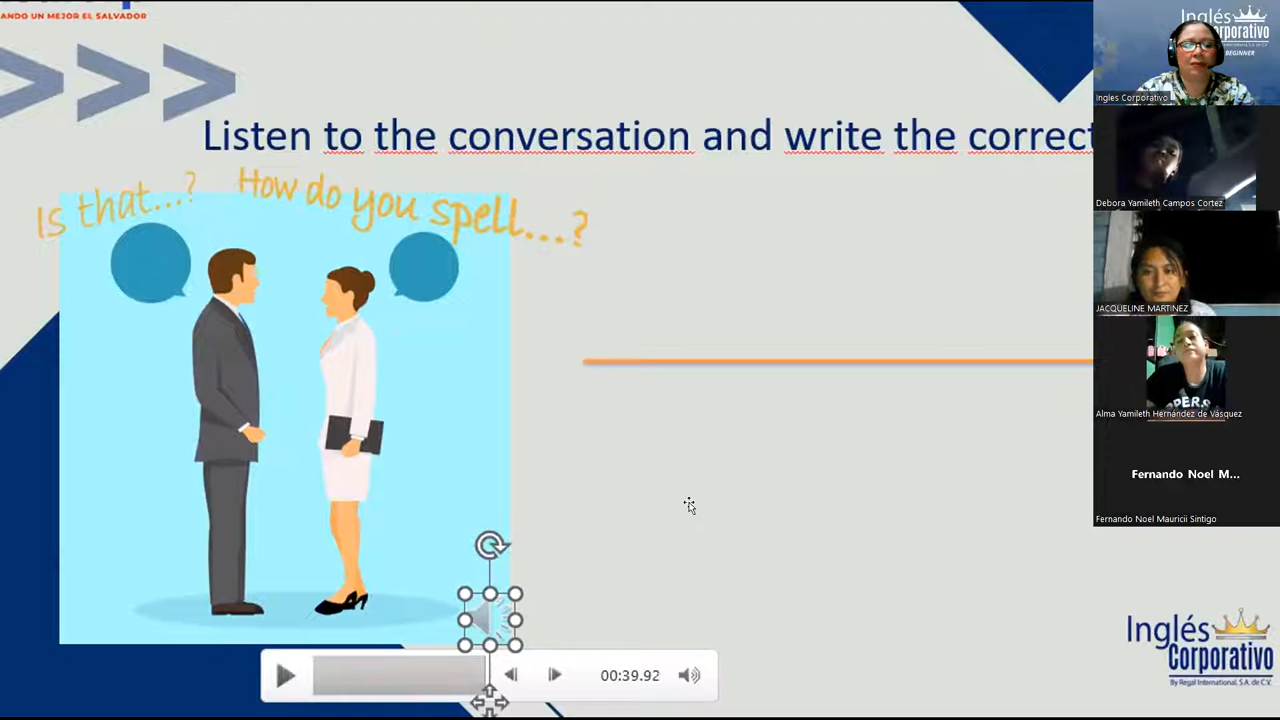 ANDO UN MEJOR EL SALVADOR
Listen to the conversation and write the correct
Is that...? How do you spell...?
00:39.92
Inglés
Corporativo
BEGINNER
Ingles Corporativo
Debora Yamileth Campos Cortez
JACQUELINE MARTINEZ
Alma Yamileth Hernández de Vásquez
Fernando Noel M...
Fernando Noel Mauricii Sintigo
Inglés
Corporativo
By Regal International, S.A. de C.V.